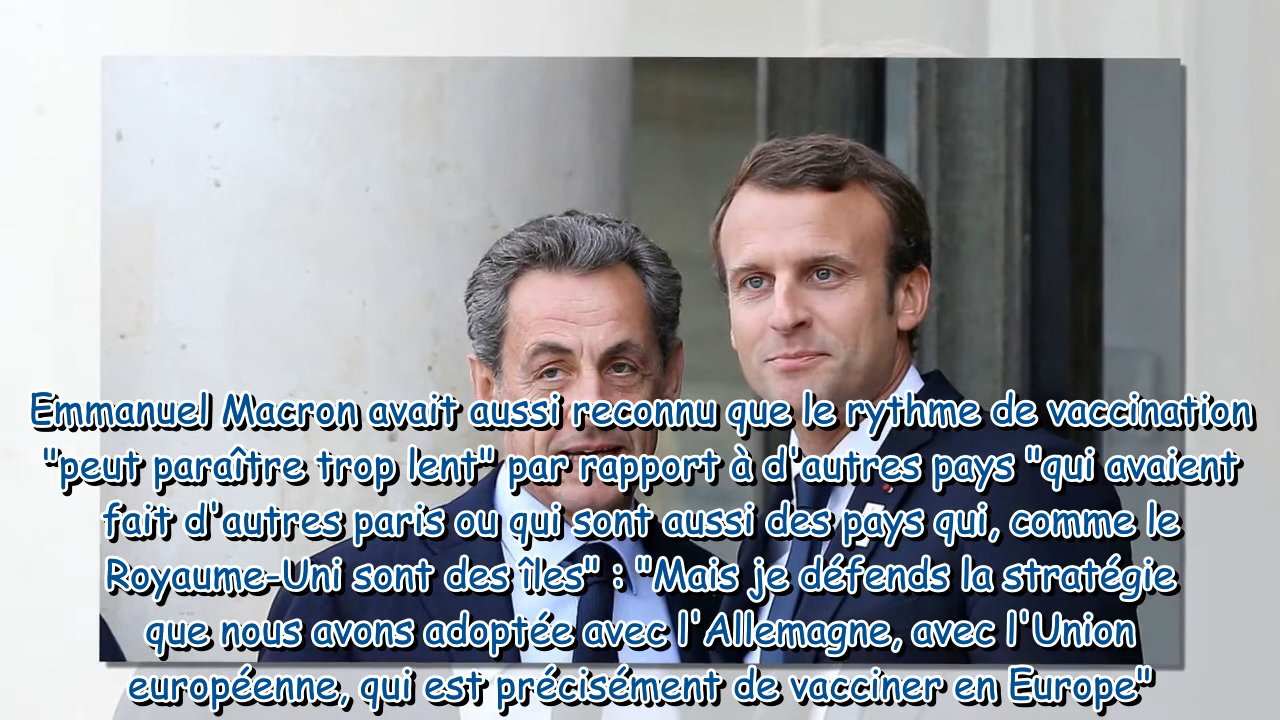 Emmanuel Macron avait aussi reconnu que le rythme de vaccination
"peut paraître trop lent" par rapport à d'autres pays "qui avaient
fait d'autres paris ou qui sont aussi des pays qui, comme le
Royaume-Uni sont des îles" : "Mais je défends la stratégie
que nous avons adoptée avec l'Allemagne, avec l'Union
européenne, qui est précisément de vacciner en Europe"